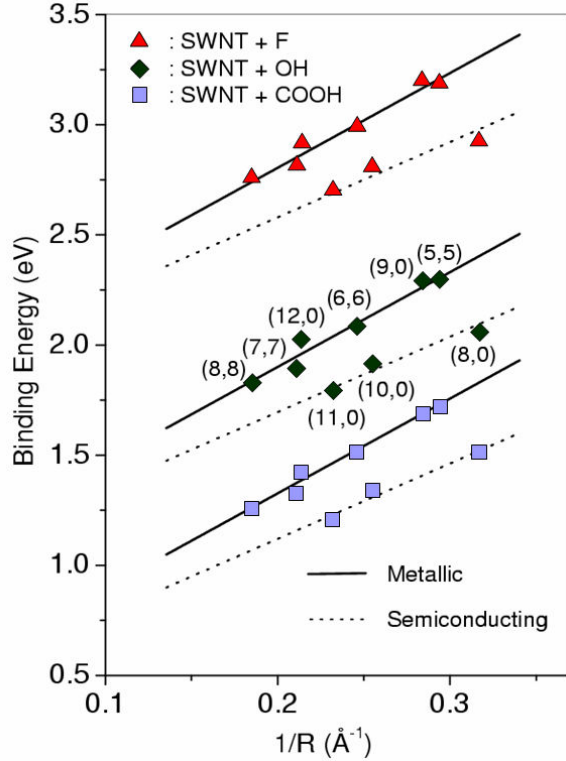 3.5
3.0
2.5
2.0
1.5
1.0
0.5
Binding Energy (eV)
: SWNT + F
: SWNT + OH
: SWNT + COOH
(9,0)
(5,5)
(12,0)
(6,6)
(8,8)
(7,7)
(8,0)
(10,0)
(11,0)
Metallic
Semiconducting
0.1
0.2
0.3
1/R (Å⁻¹)